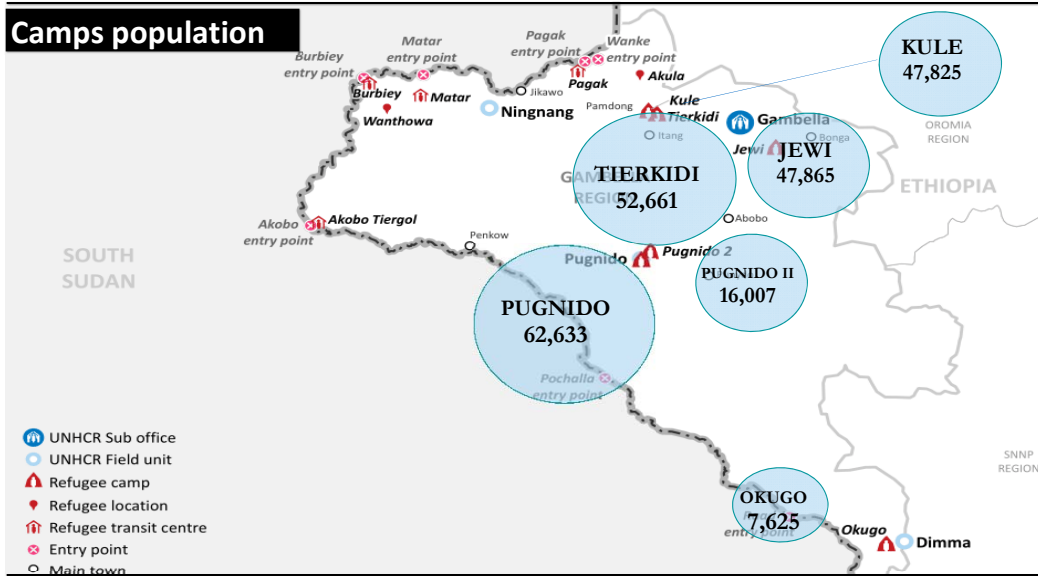 Camps population
Matar
entry point
Pagak
entry point
Wanke
entry point
KULE
47,825
Burbiey
entry point
Burbiey
Matar
Wanthowa
Jikawo
Ningnang
Pagak
Akula
Pamdong
Kule
Tierkidi
Itang
Gambella
Bonga
Jewi
JEWI
47,865
OROMIA
REGION
ETHIOPIA
TIERKIDI
52,661
REGION
Abobo
Akobo
entry point
Akobo Tiergol
Penkow
SOUTH
SUDAN
Pugnido
Pugnido 2
PUGNIDO II
16,007
PUGNIDO
62,633
Pochalla
entry point
UNHCR Sub office
UNHCR Field unit
Refugee camp
Refugee location
Refugee transit centre
Entry point
Main town
SNNP
REGION
OKUGO
7,625
entry point
Okugo
Dimma